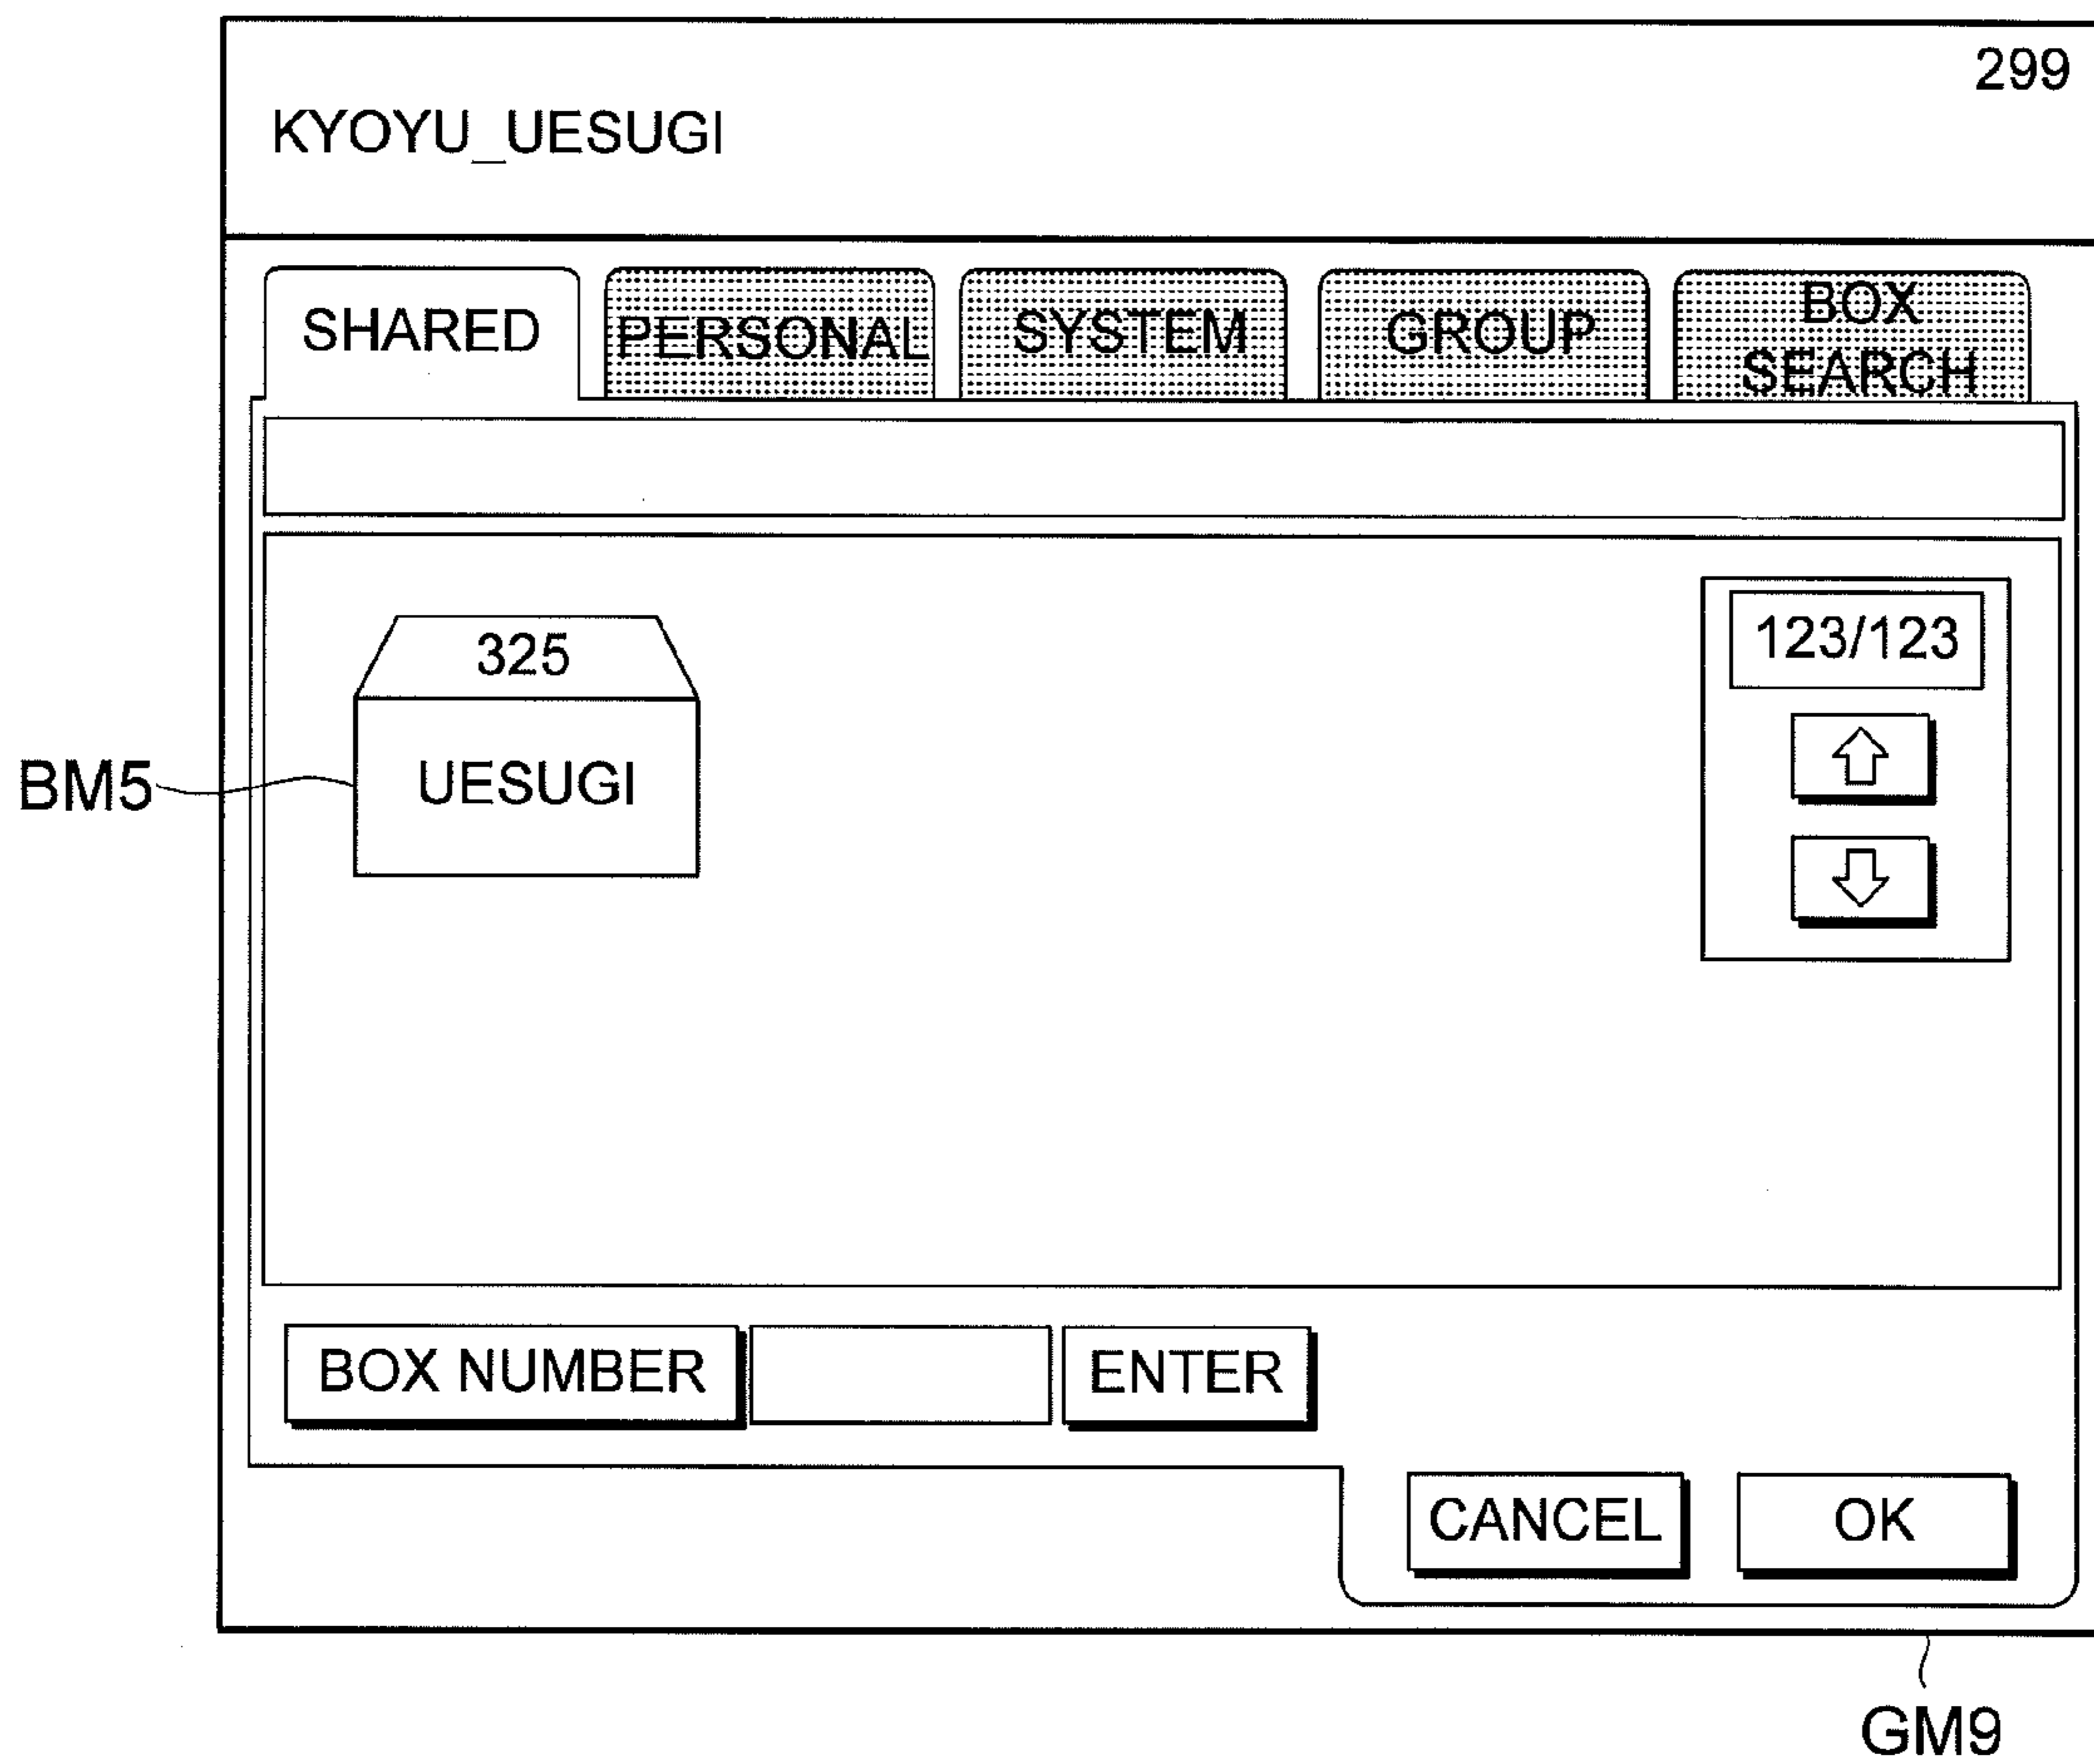 299
KYOYU_UESUGI
SHARED
PERSONAL
SYSTEM
GROUP
BOX
SEARCH
325
UESUGI
123/123
BM5
BOX NUMBER
ENTER
CANCEL
OK
GM9